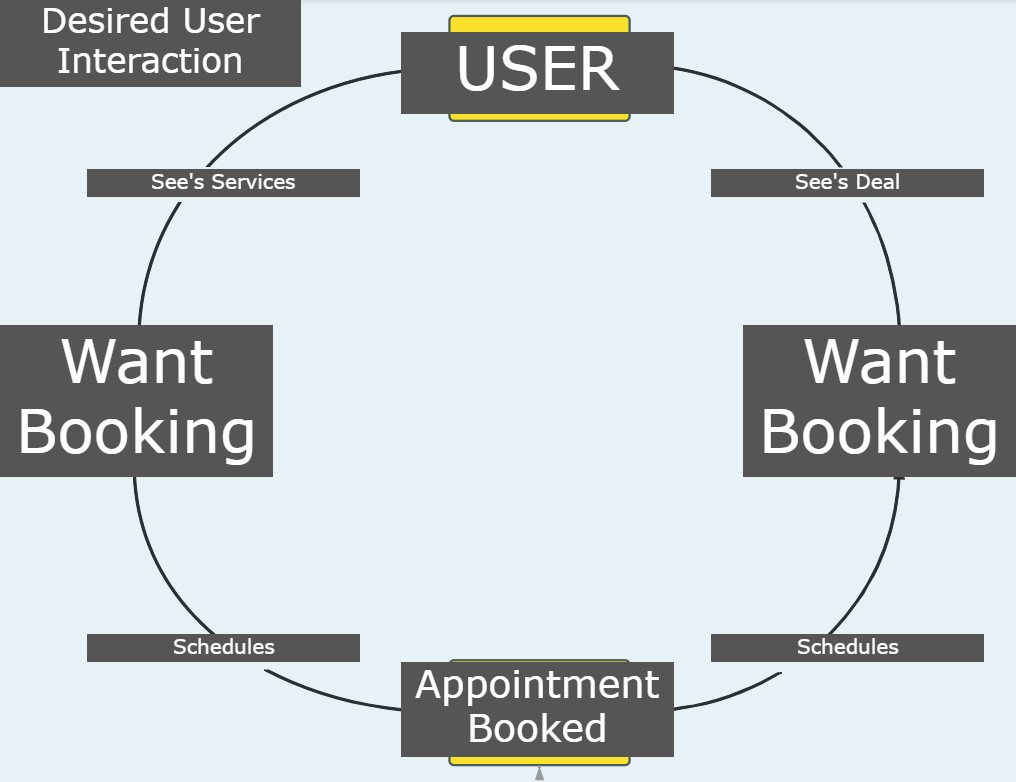 Desired User
Interaction
USER
See's Services
See's Deal
Want
Booking
Want
Booking
Schedules
Schedules
Appointment
Booked